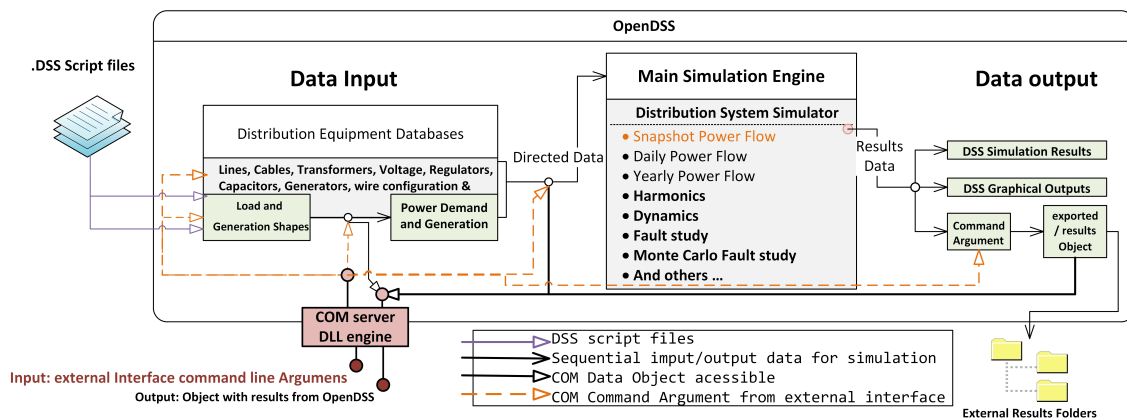 OpenDSS
.DSS Script files
Data Input
Distribution Equipment Databases
Lines, Cables, Transformers, Voltage, Regulators,
Capacitors, Generators, wire configuration &
Load and
Generation Shapes
Power Demand
and Generation
Directed Data
Main Simulation Engine
Distribution System Simulator
• Snapshot Power Flow
• Daily Power Flow
• Yearly Power Flow
• Harmonics
• Dynamics
• Fault study
• Monte Carlo Fault study
• And others …
Data output
Results
Data
DSS Simulation Results
DSS Graphical Outputs
Command
Argument
exported
/ results
Object
COM server
DLL engine
Input: external Interface command line Argumens
Output: Object with results from OpenDSS
DSS script files
Sequential input/output data for simulation
COM Data Object acessible
COM Command Argument from external interface
External Results Folders